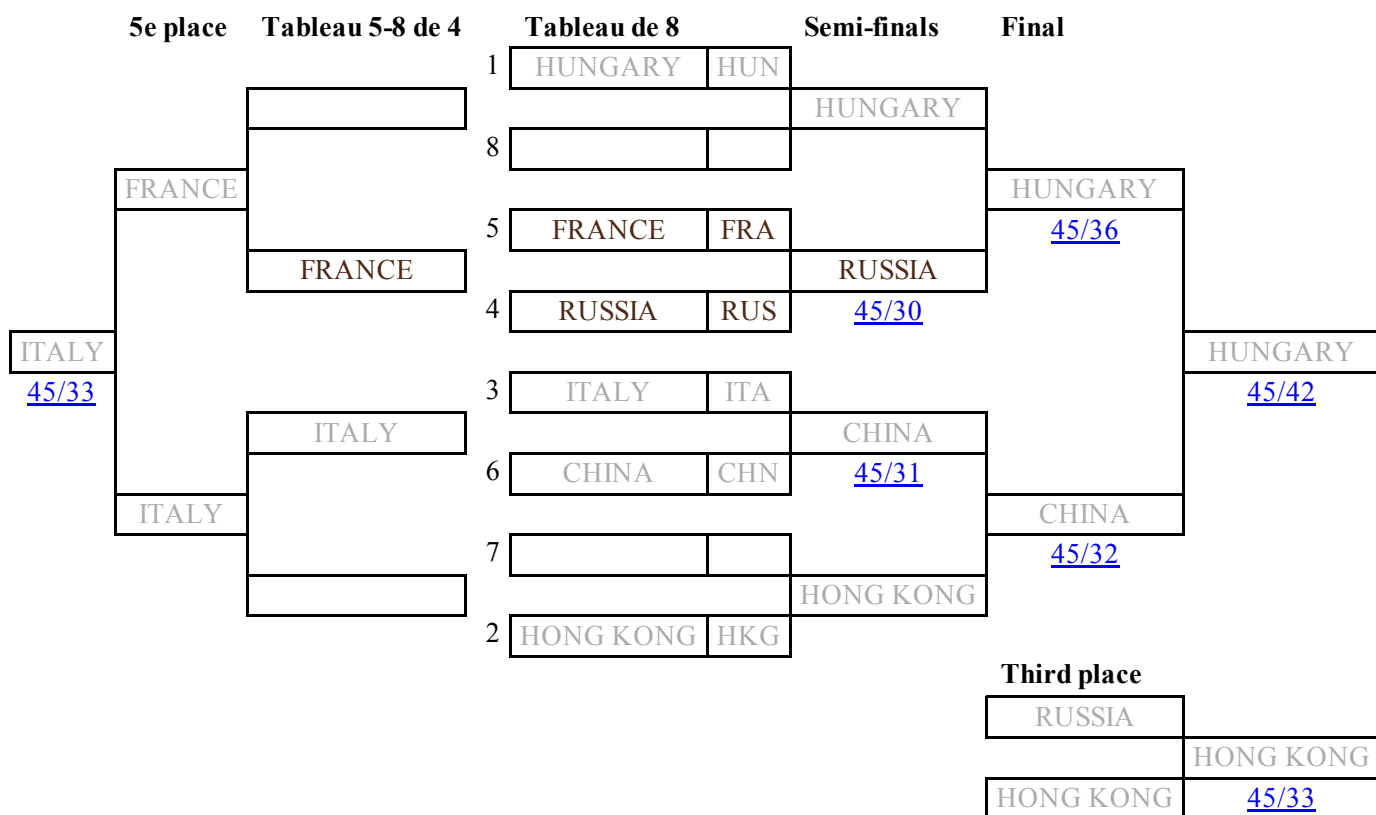 5e place Tableau 5-8 de 4 Tableau de 8 Semi-finals Final
1 HUNGARY HUN
HUNGARY
8
FRANCE HUNGARY
5 FRANCE FRA 45/36
FRANCE RUSSIA
4 RUSSIA RUS 45/30
ITALY HUNGARY
45/33 3 ITALY ITA 45/42
ITALY CHINA
6 CHINA CHN 45/31
ITALY CHINA
7 45/32
HONG KONG
2 HONG KONG HKG
Third place
RUSSIA
HONG KONG
HONG KONG 45/33